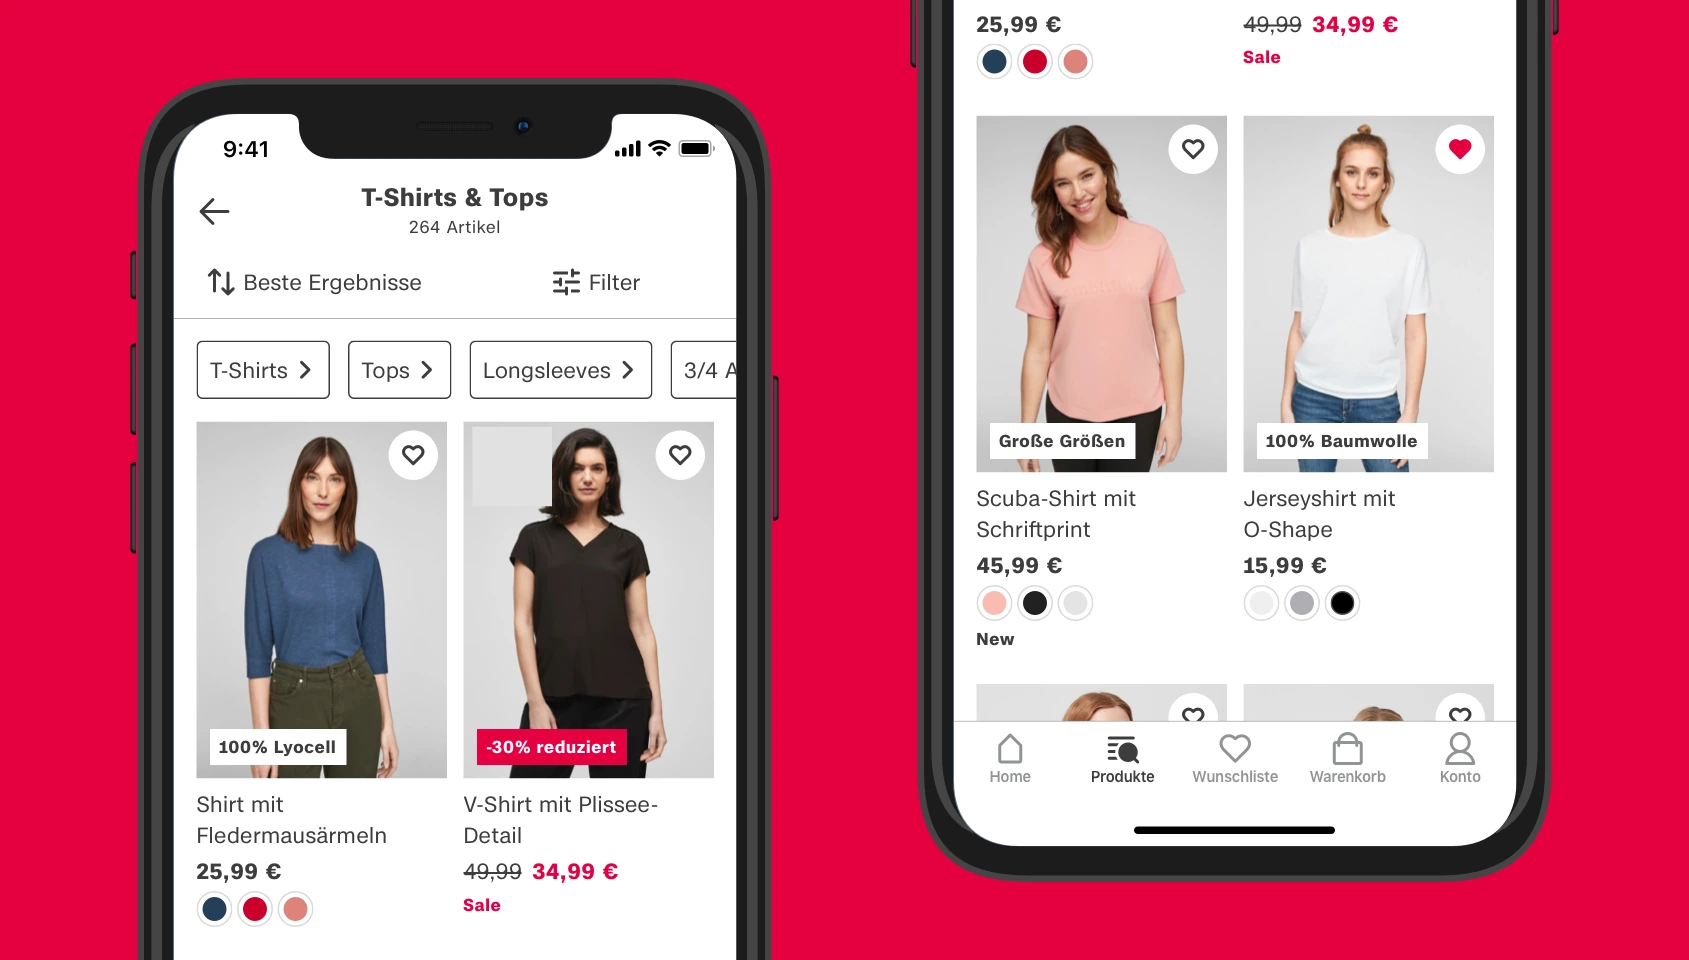 9:41
T-Shirts & Tops
264 Artikel
Beste Ergebnisse
Filter
T-Shirts
Tops
Longsleeves
3/4 A
100% Lyocell
Shirt mit
Fledermausärmeln
25,99 €
-30% reduziert
V-Shirt mit Plissee-
Detail
49,99 34,99 €
Sale
25,99 €
49,99 34,99 €
Sale
Große Größen
Scuba-Shirt mit
Schriftprint
45,99 €
New
100% Baumwolle
Jerseyshirt mit
O-Shape
15,99 €
Home
Produkte
Wunschliste
Warenkorb
Konto